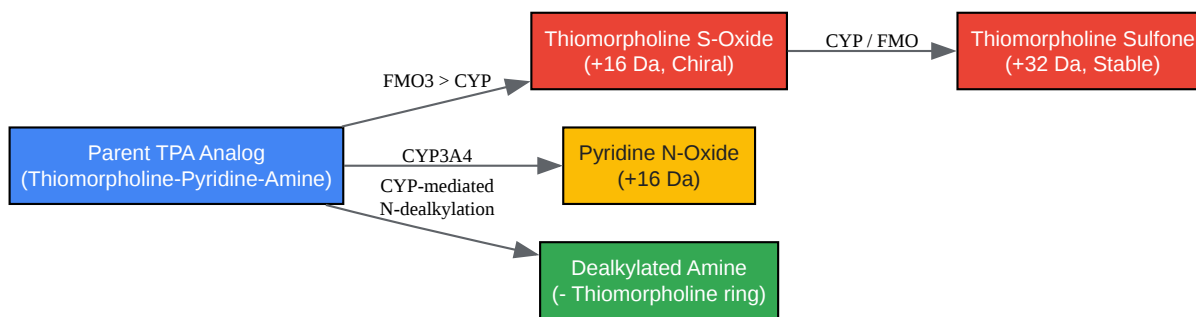 Thiomorpholine S-Oxide
(+16 Da, Chiral)
CYP / FMO
Thiomorpholine Sulfone
(+32 Da, Stable)
FMO3 > CYP
Parent TPA Analog
(Thiomorpholine-Pyridine-Amine)
CYP3A4
Pyridine N-Oxide
(+16 Da)
CYP-mediated
N-dealkylation
Dealkylated Amine
(- Thiomorpholine ring)